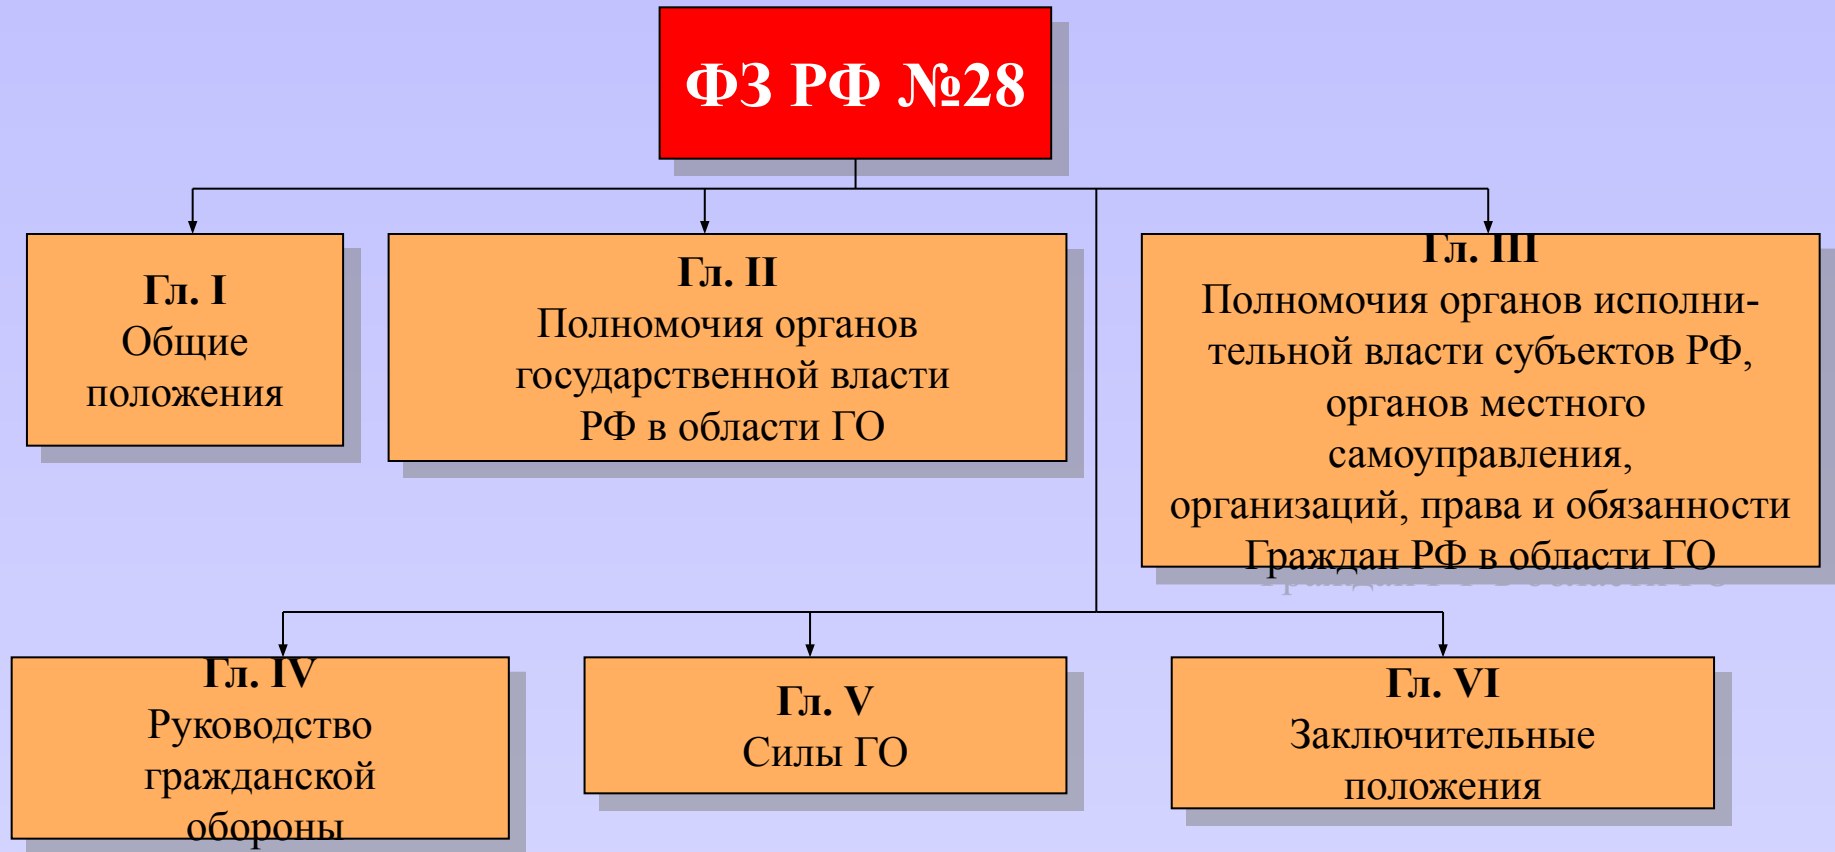 ФЗ РФ №28
Гл. I
Общие
положения
Гл. II
Полномочия органов
государственной власти
РФ в области ГО
Гл. III
Полномочия органов исполни-
тельной власти субъектов РФ,
органов местного
самоуправления,
организаций, права и обязанности
Граждан РФ в области ГО
Гл. IV
Руководство
гражданской
обороны
Гл. V
Силы ГО
Гл. VI
Заключительные
положения